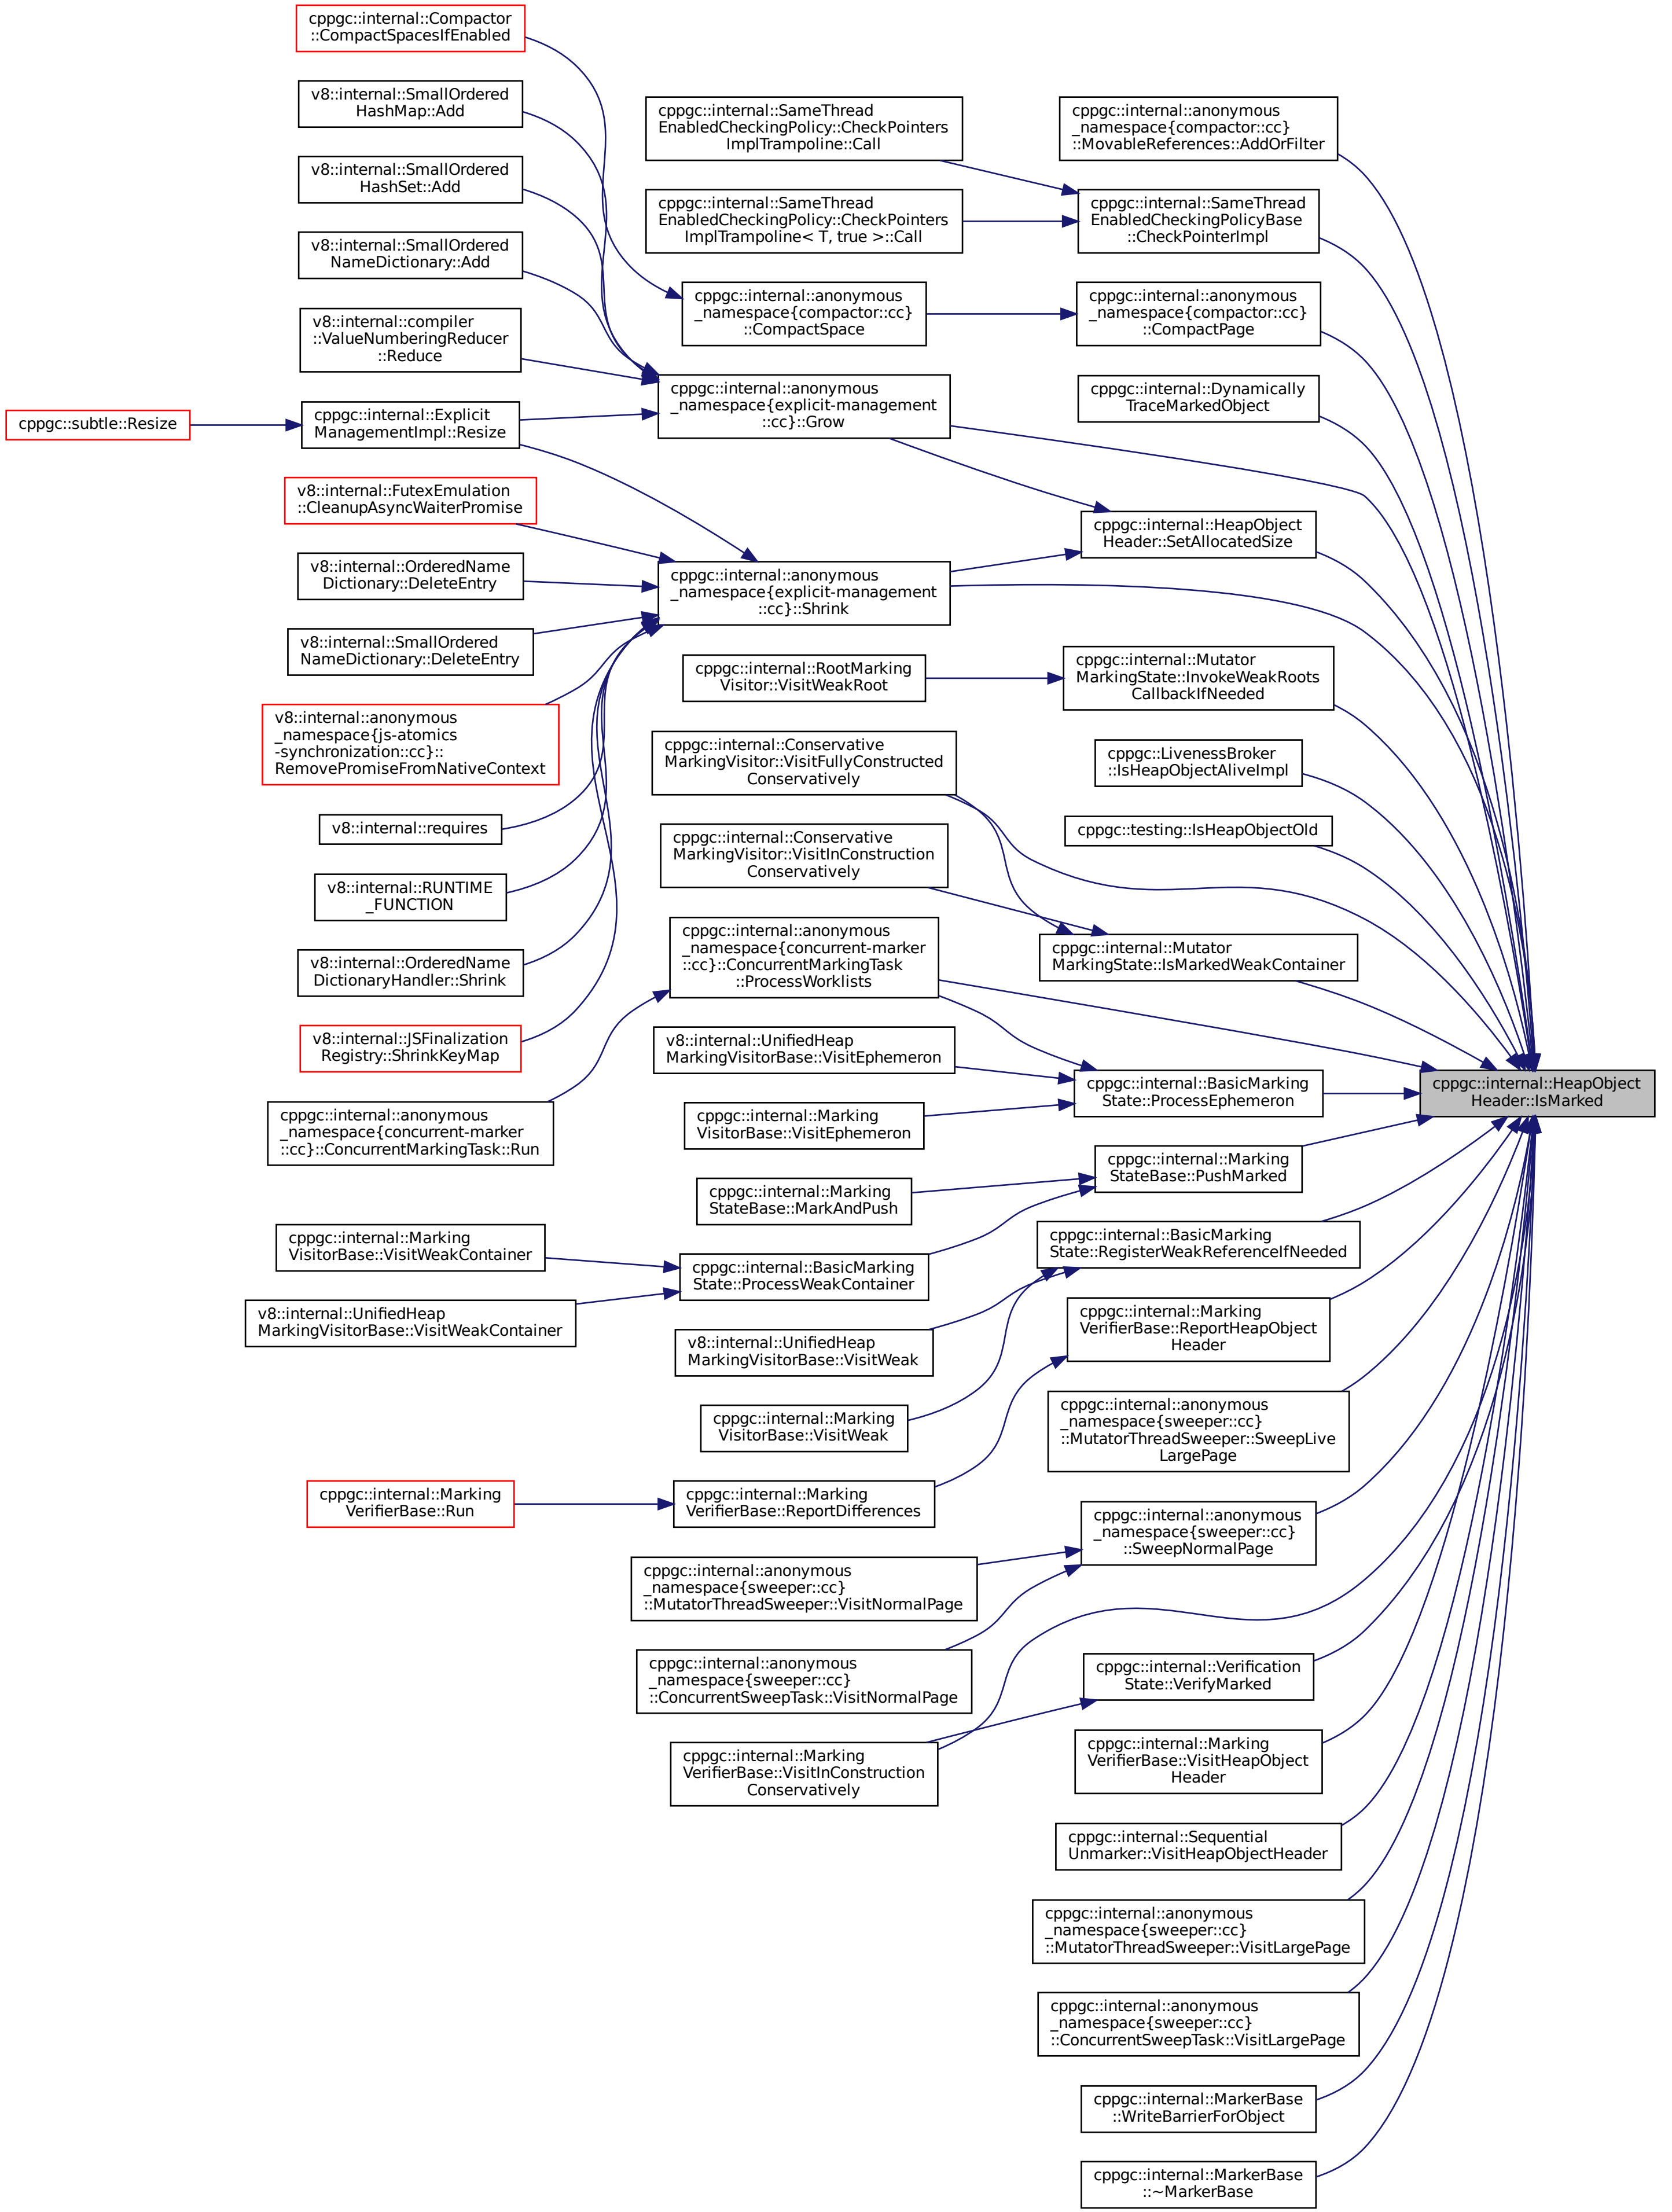 cppgc::internal::Compactor
::CompactSpacesIfEnabled
v8::internal::SmallOrdered
HashMap::Add
v8::internal::SmallOrdered
HashSet::Add
v8::internal::SmallOrdered
NameDictionary::Add
v8::internal::compiler
::ValueNumberingReducer
::Reduce
cppgc::subtle::Resize
cppgc::internal::Explicit
ManagementImpl::Resize
v8::internal::FutexEmulation
::CleanupAsyncWaiterPromise
v8::internal::OrderedName
Dictionary::DeleteEntry
v8::internal::SmallOrdered
NameDictionary::DeleteEntry
v8::internal::anonymous
_namespace{js-atomics
-synchronization::cc}::
RemovePromiseFromNativeContext
v8::internal::requires
v8::internal::RUNTIME
_FUNCTION
v8::internal::OrderedName
DictionaryHandler::Shrink
v8::internal::JSFinalization
Registry::ShrinkKeyMap
cppgc::internal::anonymous
_namespace{concurrent-marker
::cc}::ConcurrentMarkingTask::Run
cppgc::internal::Marking
VisitorBase::VisitWeakContainer
v8::internal::UnifiedHeap
MarkingVisitorBase::VisitWeakContainer
cppgc::internal::Marking
VerifierBase::Run
cppgc::internal::SameThread
EnabledCheckingPolicy::CheckPointers
ImplTrampoline::Call
cppgc::internal::SameThread
EnabledCheckingPolicy::CheckPointers
ImplTrampoline< T, true >::Call
cppgc::internal::anonymous
_namespace{compactor::cc}
::CompactSpace
cppgc::internal::anonymous
_namespace{explicit-management
::cc}::Grow
cppgc::internal::anonymous
_namespace{explicit-management
::cc}::Shrink
cppgc::internal::RootMarking
Visitor::VisitWeakRoot
cppgc::internal::Conservative
MarkingVisitor::VisitFullyConstructed
Conservatively
cppgc::internal::Conservative
MarkingVisitor::VisitInConstruction
Conservatively
cppgc::internal::anonymous
_namespace{concurrent-marker
::cc}::ConcurrentMarkingTask
::ProcessWorklists
v8::internal::UnifiedHeap
MarkingVisitorBase::VisitEphemeron
cppgc::internal::Marking
VisitorBase::VisitEphemeron
cppgc::internal::Marking
StateBase::MarkAndPush
cppgc::internal::BasicMarking
State::ProcessWeakContainer
v8::internal::UnifiedHeap
MarkingVisitorBase::VisitWeak
cppgc::internal::Marking
VisitorBase::VisitWeak
cppgc::internal::Marking
VerifierBase::ReportDifferences
cppgc::internal::anonymous
_namespace{sweeper::cc}
::MutatorThreadSweeper::VisitNormalPage
cppgc::internal::anonymous
_namespace{sweeper::cc}
::ConcurrentSweepTask::VisitNormalPage
cppgc::internal::Marking
VerifierBase::VisitInConstruction
Conservatively
cppgc::internal::anonymous
_namespace{compactor::cc}
::MovableReferences::AddOrFilter
cppgc::internal::SameThread
EnabledCheckingPolicyBase
::CheckPointerImpl
cppgc::internal::anonymous
_namespace{compactor::cc}
::CompactPage
cppgc::internal::Dynamically
TraceMarkedObject
cppgc::internal::HeapObject
Header::SetAllocatedSize
cppgc::internal::Mutator
MarkingState::InvokeWeakRoots
CallbackIfNeeded
cppgc::LivenessBroker
::IsHeapObjectAliveImpl
cppgc::testing::IsHeapObjectOld
cppgc::internal::Mutator
MarkingState::IsMarkedWeakContainer
cppgc::internal::BasicMarking
State::ProcessEphemeron
cppgc::internal::Marking
StateBase::PushMarked
cppgc::internal::BasicMarking
State::RegisterWeakReferenceIfNeeded
cppgc::internal::Marking
VerifierBase::ReportHeapObject
Header
cppgc::internal::anonymous
_namespace{sweeper::cc}
::MutatorThreadSweeper::SweepLive
LargePage
cppgc::internal::anonymous
_namespace{sweeper::cc}
::SweepNormalPage
cppgc::internal::Verification
State::VerifyMarked
cppgc::internal::Marking
VerifierBase::VisitHeapObject
Header
cppgc::internal::Sequential
Unmarker::VisitHeapObjectHeader
cppgc::internal::anonymous
_namespace{sweeper::cc}
::MutatorThreadSweeper::VisitLargePage
cppgc::internal::anonymous
_namespace{sweeper::cc}
::ConcurrentSweepTask::VisitLargePage
cppgc::internal::MarkerBase
::WriteBarrierForObject
cppgc::internal::MarkerBase
::~MarkerBase
cppgc::internal::HeapObject
Header::IsMarked